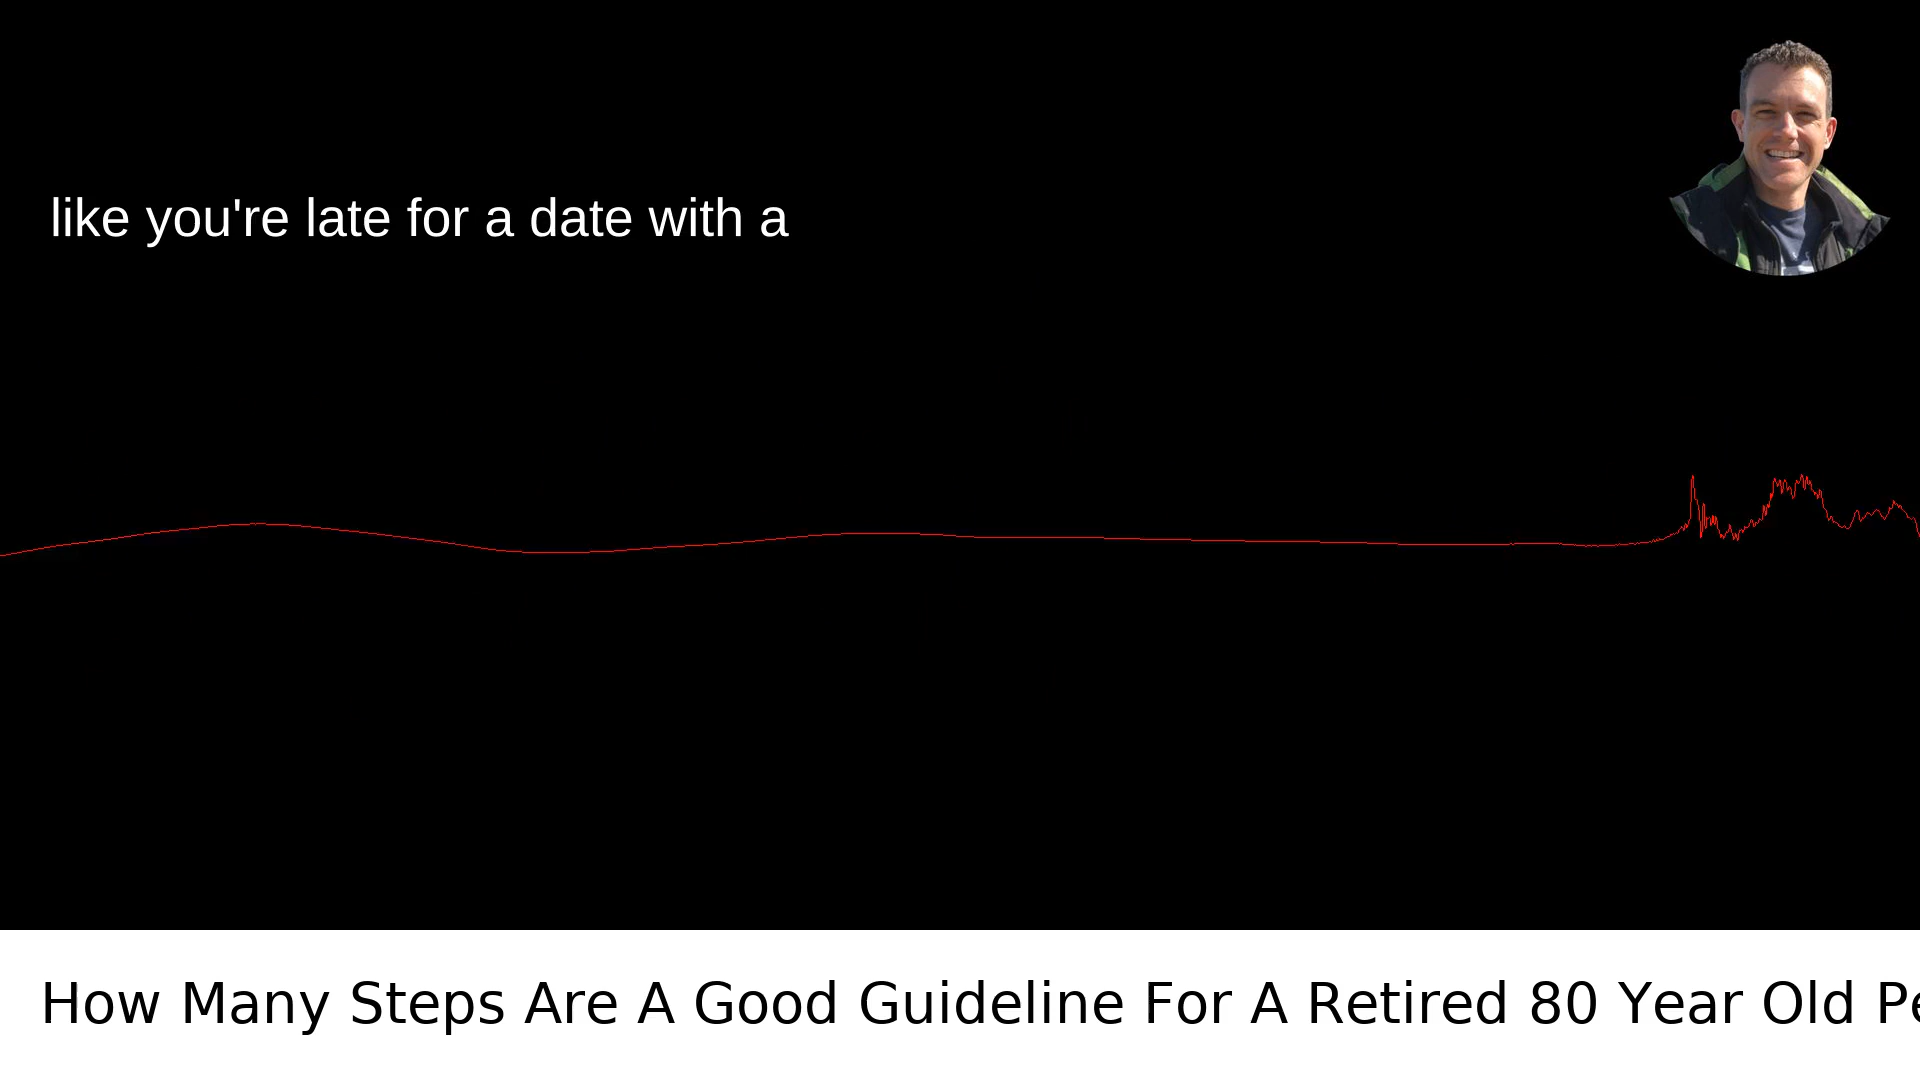 like you're late for a date with a
How Many Steps Are A Good Guideline For A Retired 80 Year Old